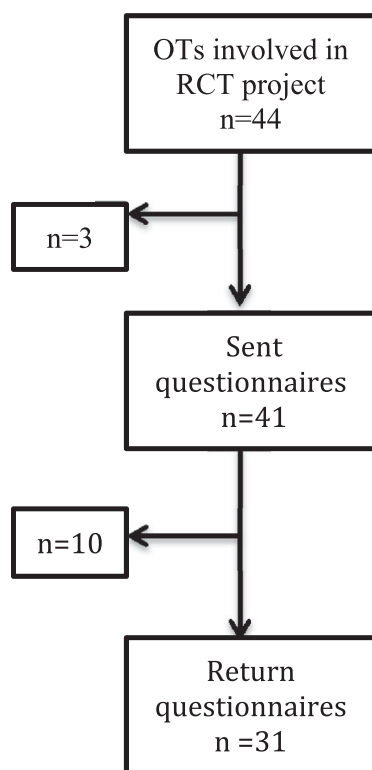 OTs involved in
RCT project
n=44
n=3
Sent
questionnaires
n=41
n=10
Return
questionnaires
n =31